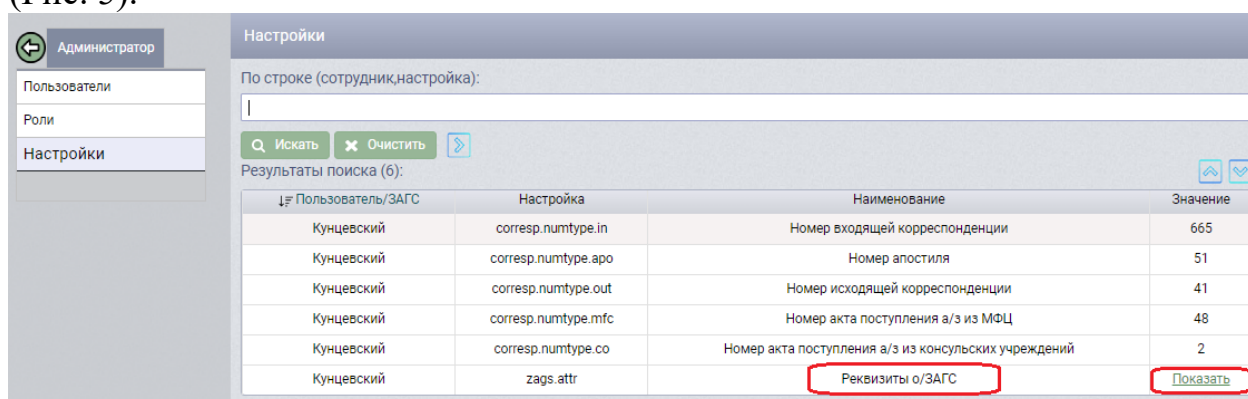 (Рис. 5).
Администратор
Пользователи
Роли
Настройки
Настройки
По строке (сотрудник,настройка):
Искать Очистить
Результаты поиска (6):
Пользователь/ЗАГС Настройка Наименование Значение
Кунцевский corresp.numtype.in Номер входящей корреспонденции 665
Кунцевский corresp.numtype.apo Номер апостиля 51
Кунцевский corresp.numtype.out Номер исходящей корреспонденции 41
Кунцевский corresp.numtype.mfc Номер акта поступления а/з из МФЦ 48
Кунцевский corresp.numtype.co Номер акта поступления а/з из консульских учреждений 2
Кунцевский zags.attr Реквизиты о/ЗАГС Показать